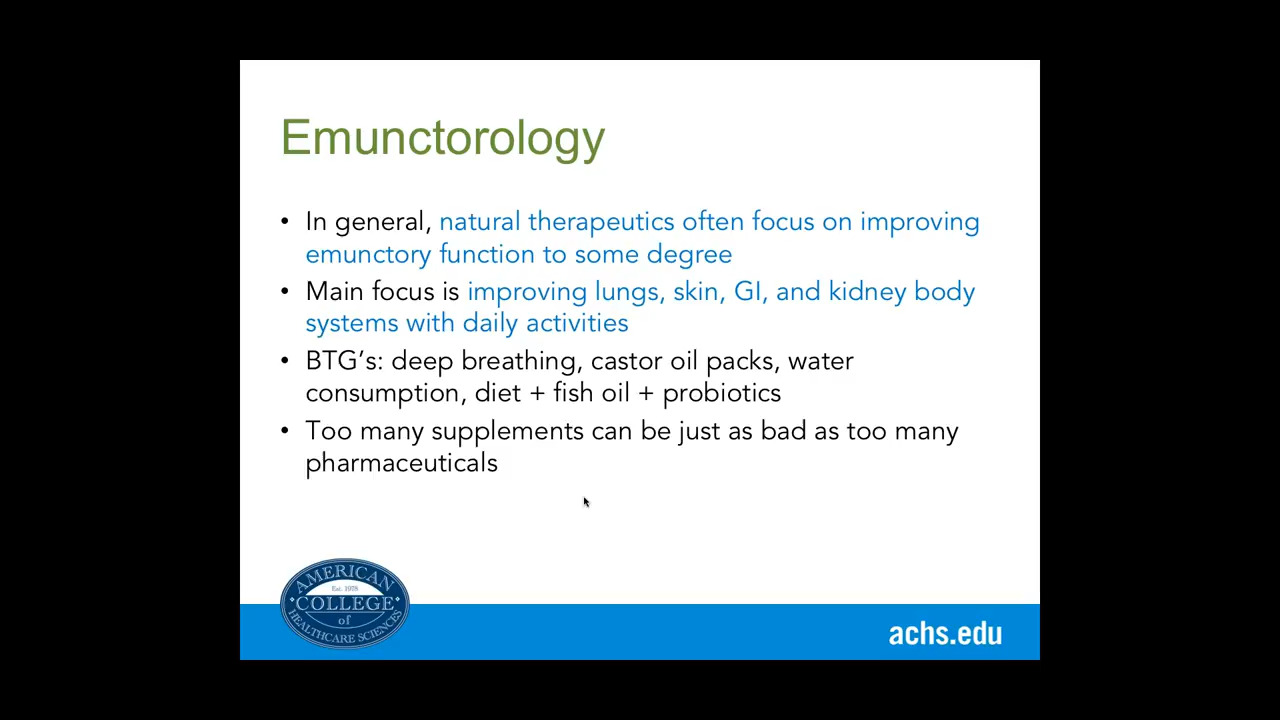 Emunctorology
• In general, natural therapeutics often focus on improving
emunctory function to some degree
• Main focus is improving lungs, skin, GI, and kidney body
systems with daily activities
• BTG's: deep breathing, castor oil packs, water
consumption, diet + fish oil + probiotics
• Too many supplements can be just as bad as too many
pharmaceuticals
AMERICAN
Est. 1978
COLLEGE
of
HEALTHCARE SCIENCES
achs.edu